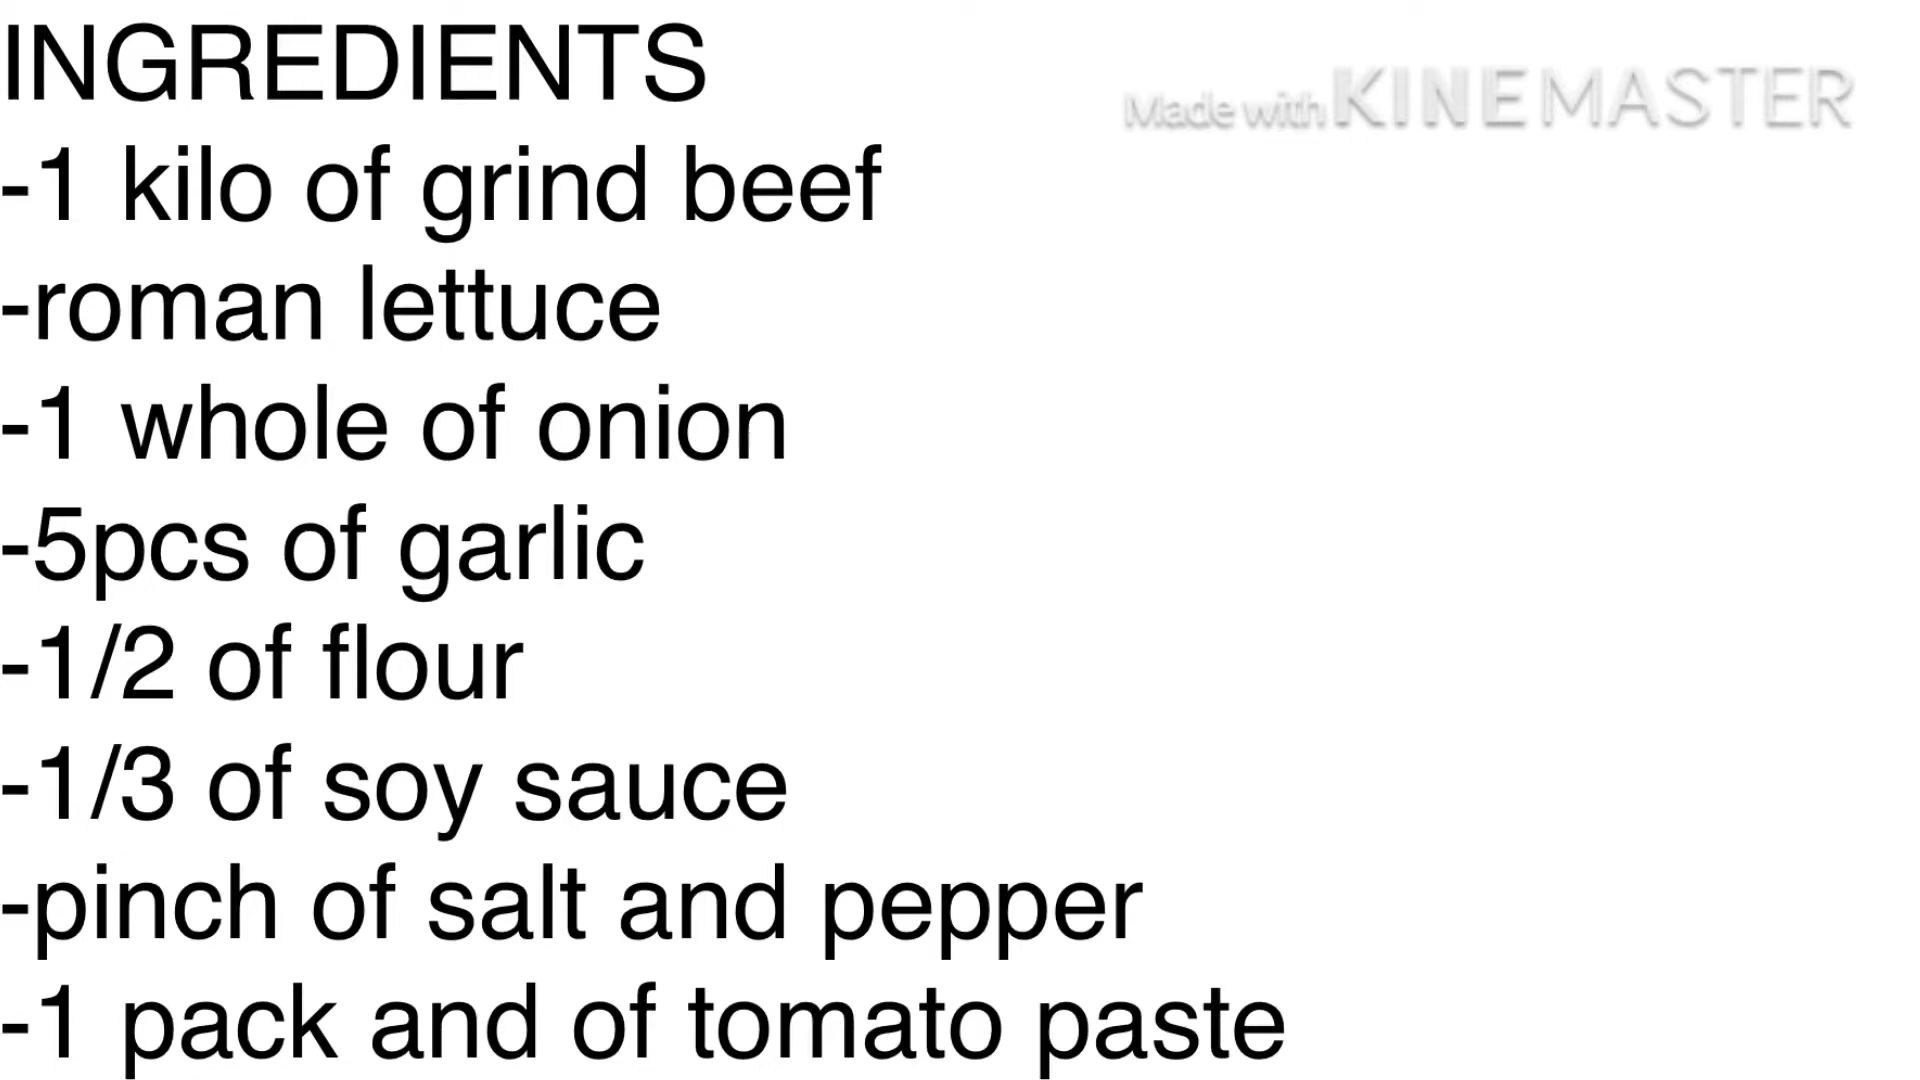 INGREDIENTS
Made with KINEMASTER
-1 kilo of grind beef
-roman lettuce
-1 whole of onion
-5pcs of garlic
-1/2 of flour
-1/3 of soy sauce
-pinch of salt and pepper
-1 pack and of tomato paste